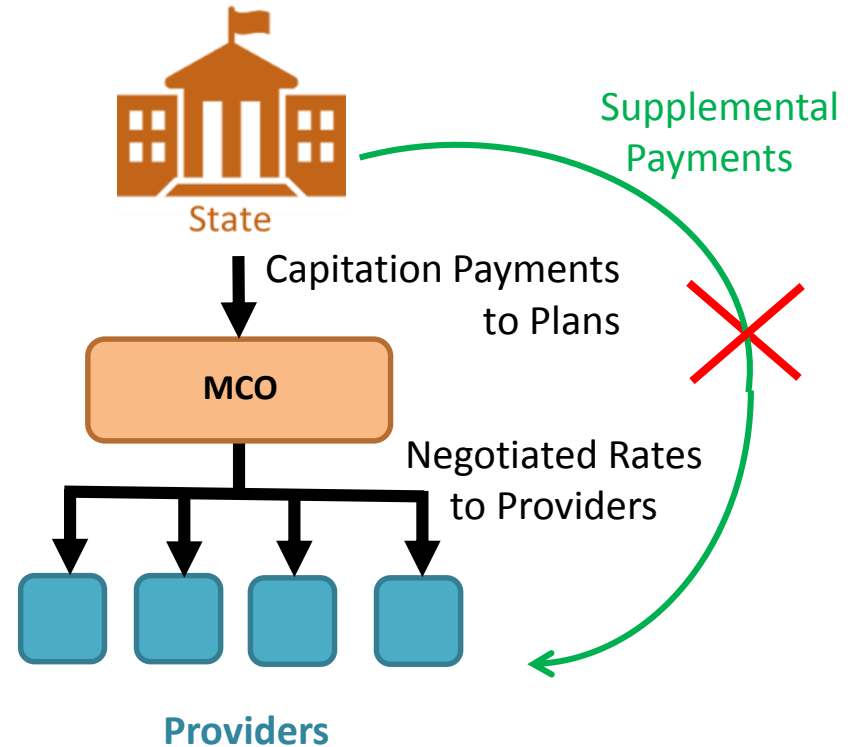 Supplemental
Payments
State
Capitation Payments
to Plans
MCO
Negotiated Rates
to Providers
Providers